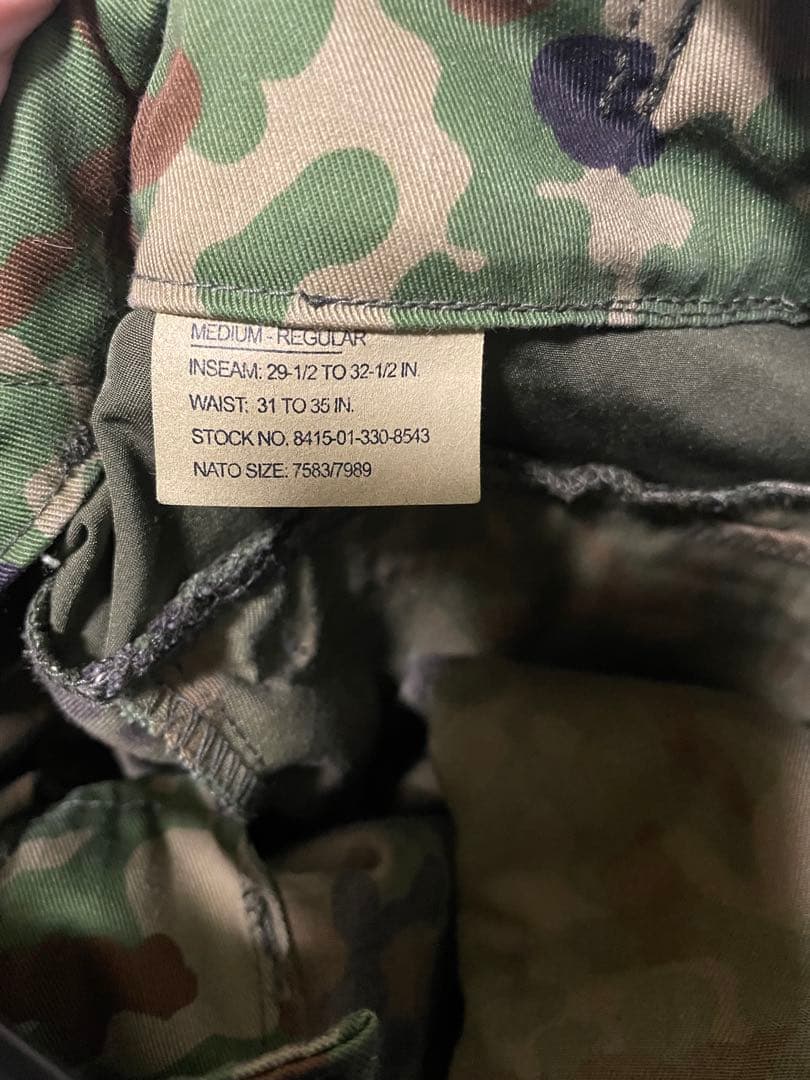 MEDIUM - REGULAR
INSEAM: 29-1/2 TO 32-1/2 IN.
WAIST: 31 TO 35 IN.
STOCK NO. 8415-01-330-8543
NATO SIZE: 7583/7989